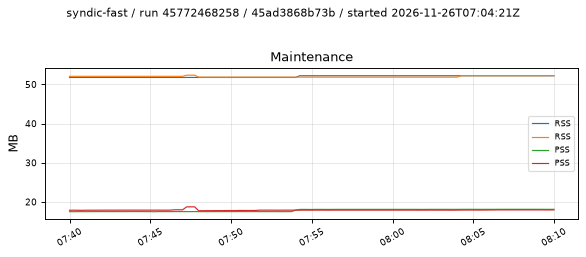 syndic-fast / run 45772468258 / 45ad3868b73b / started 2026-11-26T07:04:21Z
Maintenance
MB
50
40
30
20
RSS
RSS
PSS
PSS
07:40
07:45
07:50
07:55
08:00
08:05
08:10